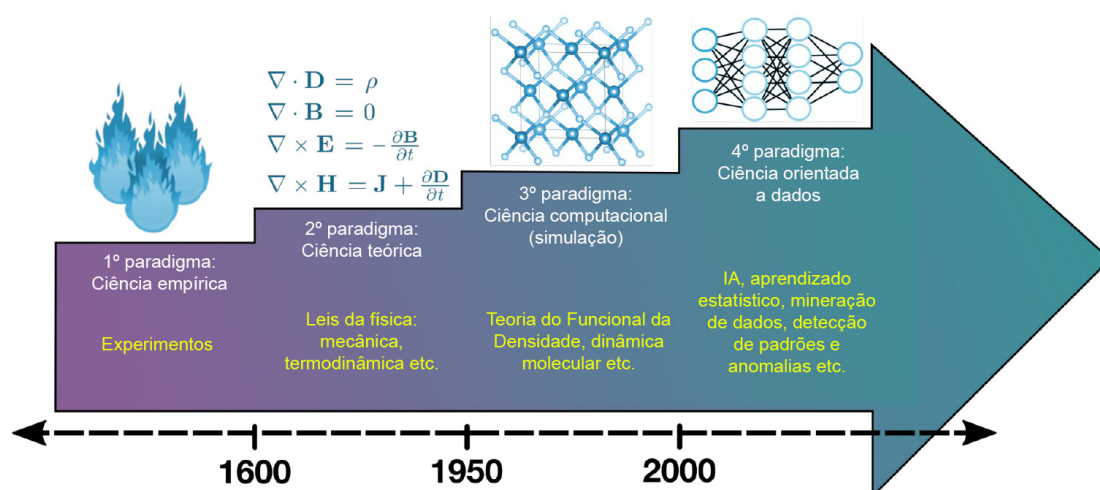 ∇ · D = ρ
∇ · B = 0
∇ × E = −∂B/∂t
∇ × H = J + ∂D/∂t
1º paradigma:
Ciência empírica
Experimentos
2º paradigma:
Ciência teórica
Leis da física:
mecânica,
termodinâmica etc.
3º paradigma:
Ciência computacional
(simulação)
Teoria do Funcional da
Densidade, dinâmica
molecular etc.
4º paradigma:
Ciência orientada
a dados
IA, aprendizado
estatístico, mineração
de dados, detecção
de padrões e
anomalias etc.
1600
1950
2000